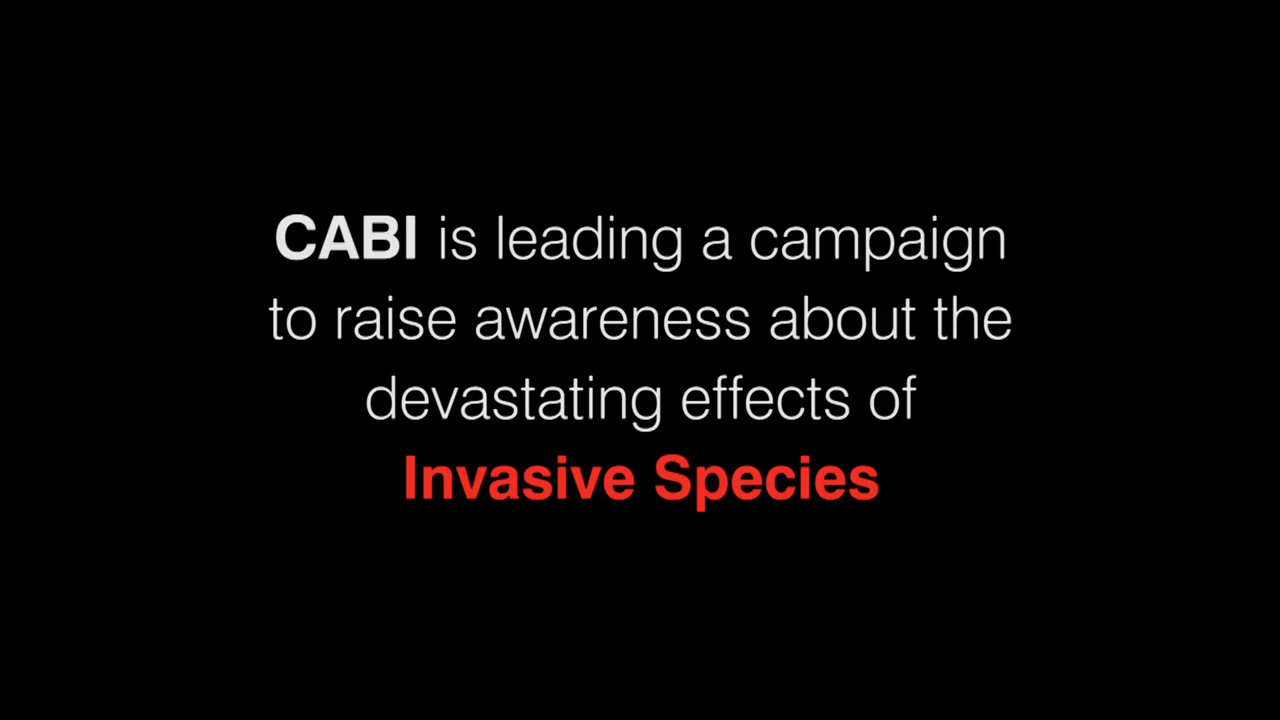 CABI is leading a campaign
to raise awareness about the
devastating effects of
Invasive Species